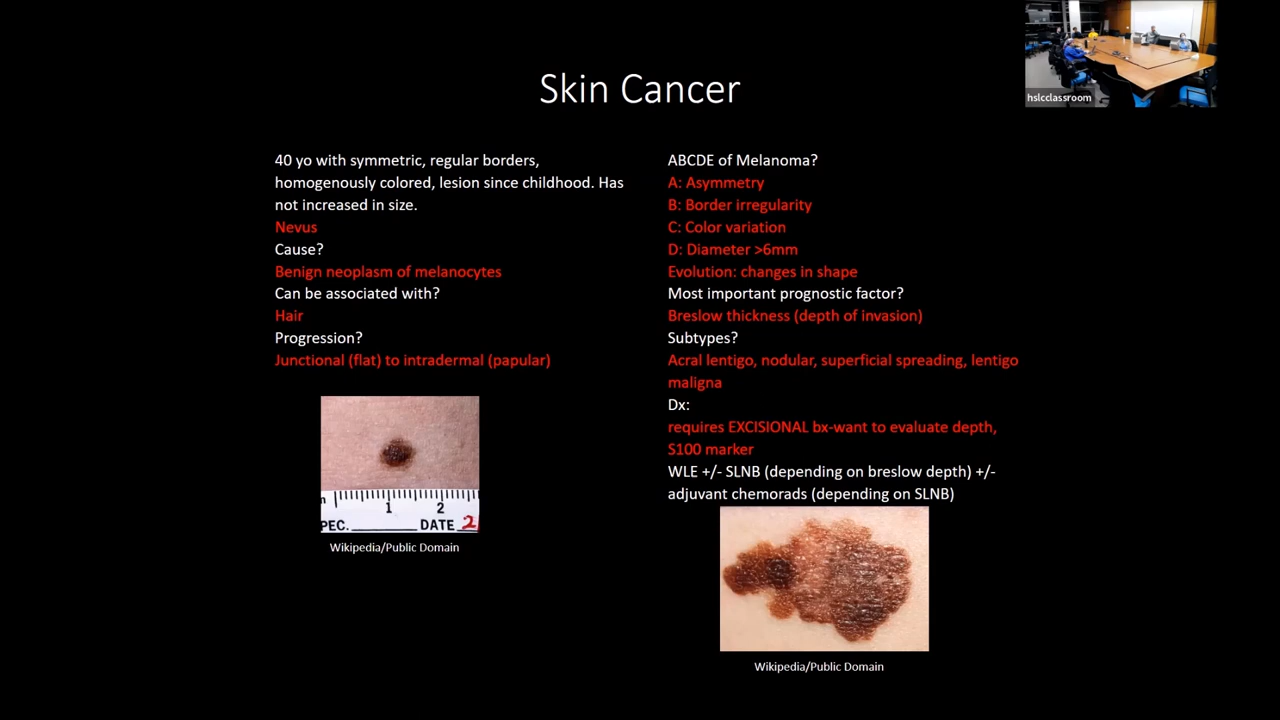 hslcclassroom
Skin Cancer
40 yo with symmetric, regular borders,
homogenously colored, lesion since childhood. Has
not increased in size.
Nevus
Cause?
Benign neoplasm of melanocytes
Can be associated with?
Hair
Progression?
Junctional (flat) to intradermal (papular)
1 2
PEC. DATE 2
Wikipedia/Public Domain
ABCDE of Melanoma?
A: Asymmetry
B: Border irregularity
C: Color variation
D: Diameter >6mm
Evolution: changes in shape
Most important prognostic factor?
Breslow thickness (depth of invasion)
Subtypes?
Acral lentigo, nodular, superficial spreading, lentigo
maligna
Dx:
requires EXCISIONAL bx-want to evaluate depth,
S100 marker
WLE +/- SLNB (depending on breslow depth) +/-
adjuvant chemorads (depending on SLNB)
Wikipedia/Public Domain